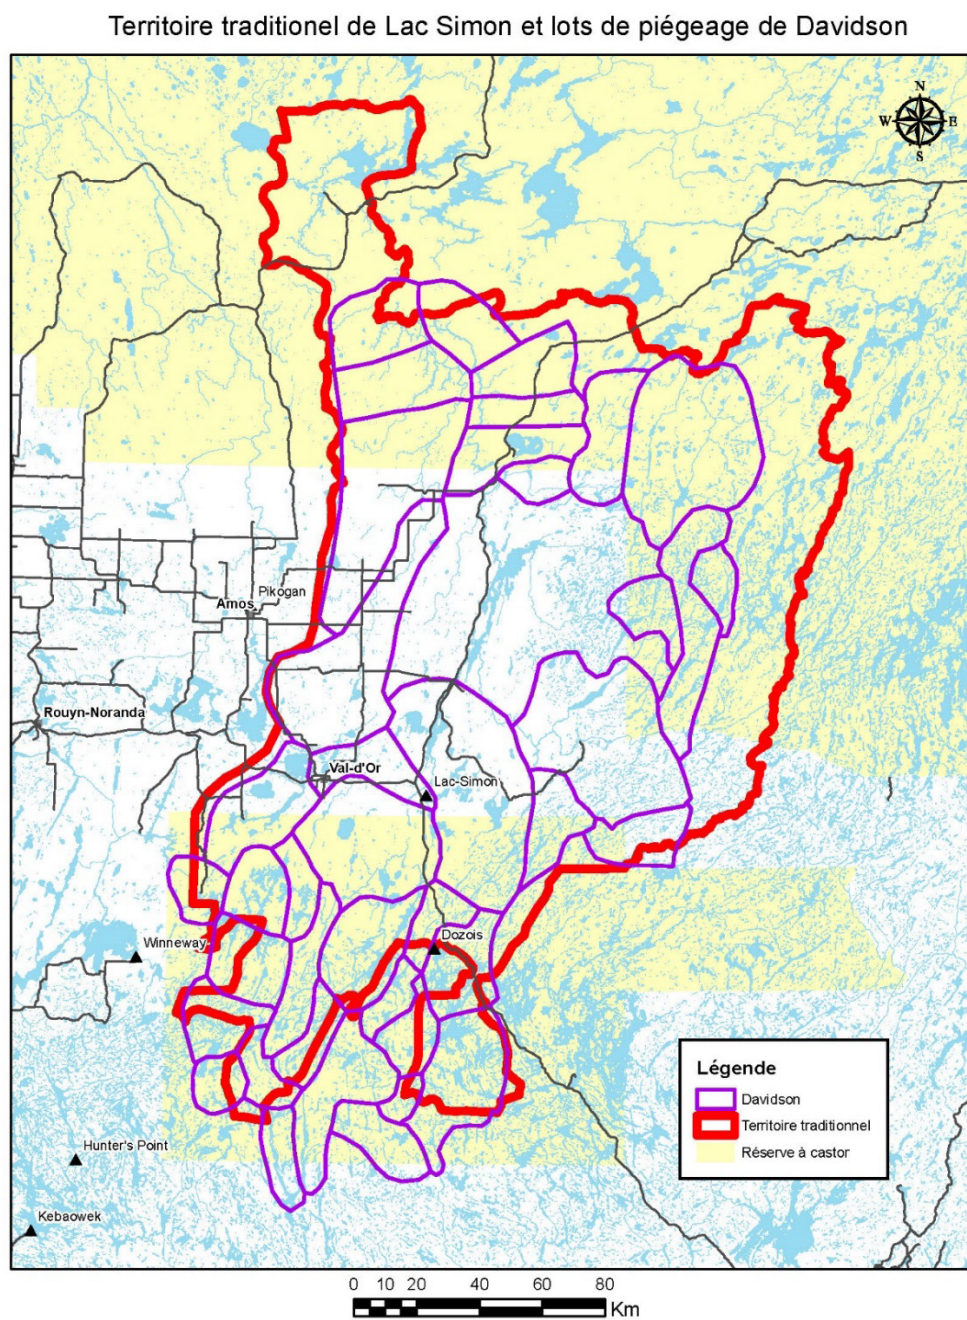 Territoire traditionel de Lac Simon et lots de piégeage de Davidson
N
W E
S
Pikogan
Amos
Rouyn-Noranda
Val-d'Or
Lac-Simon
Dozois
Winneway
Légende
Davidson
Territoire traditionnel
Réserve à castor
Hunter's Point
Kebaowek
0 10 20 40 60 80
Km